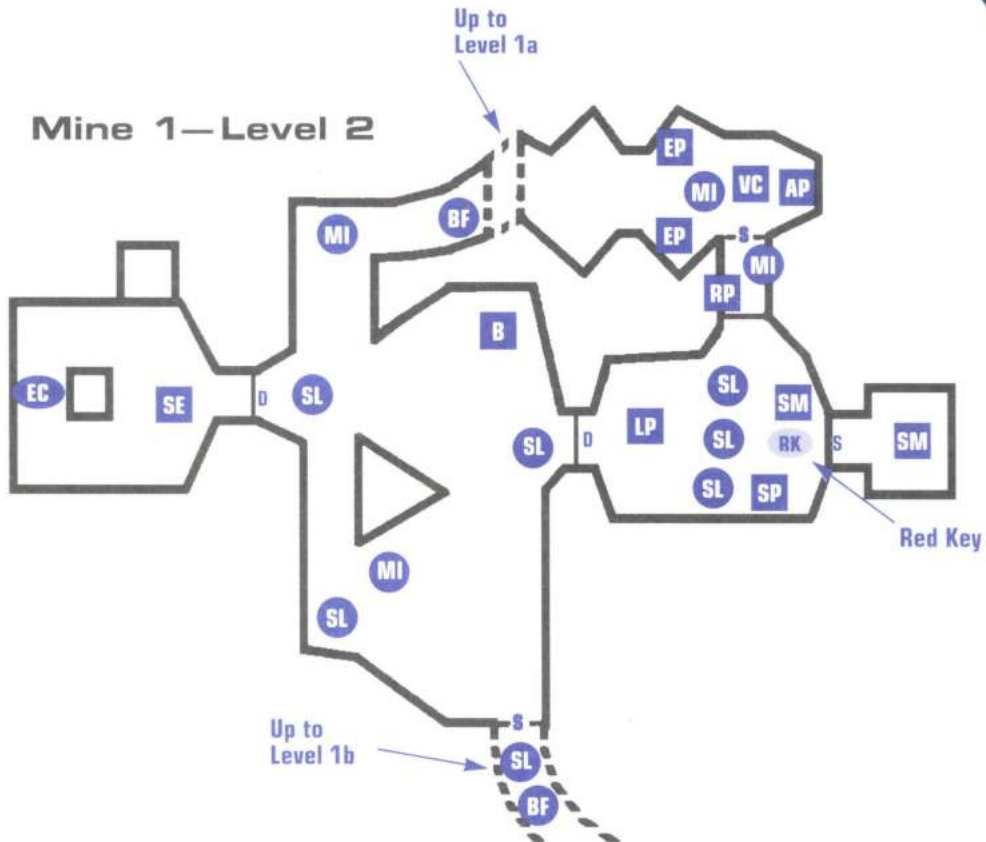 Up to
Level 1a
Mine 1—Level 2
EP
MI
VC
AP
MI
BF
EP
S
MI
RP
B
EC
SE
D
SL
SL
SM
LP
SL
D
SL
RK
S
SM
SL
SP
Red Key
MI
SL
Up to
Level 1b
S
SL
BF